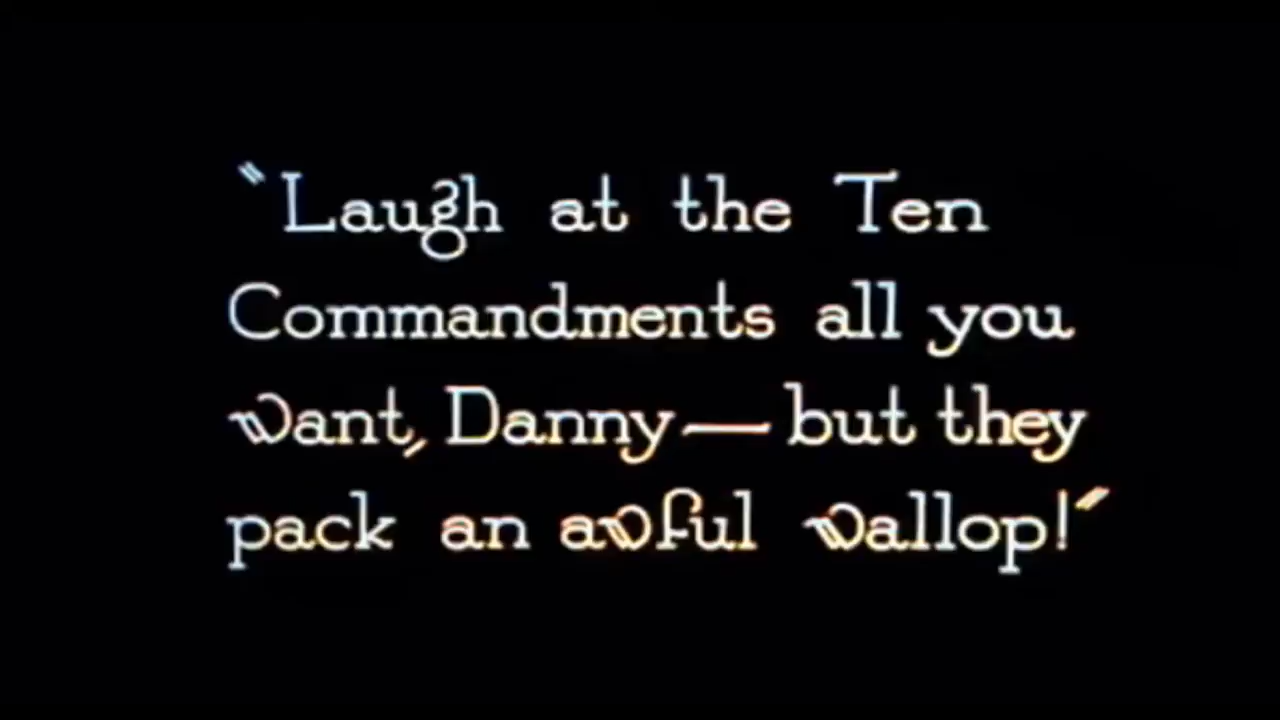 "Laugh at the Ten
Commandments all you
want, Danny—but they
pack an awful wallop!"